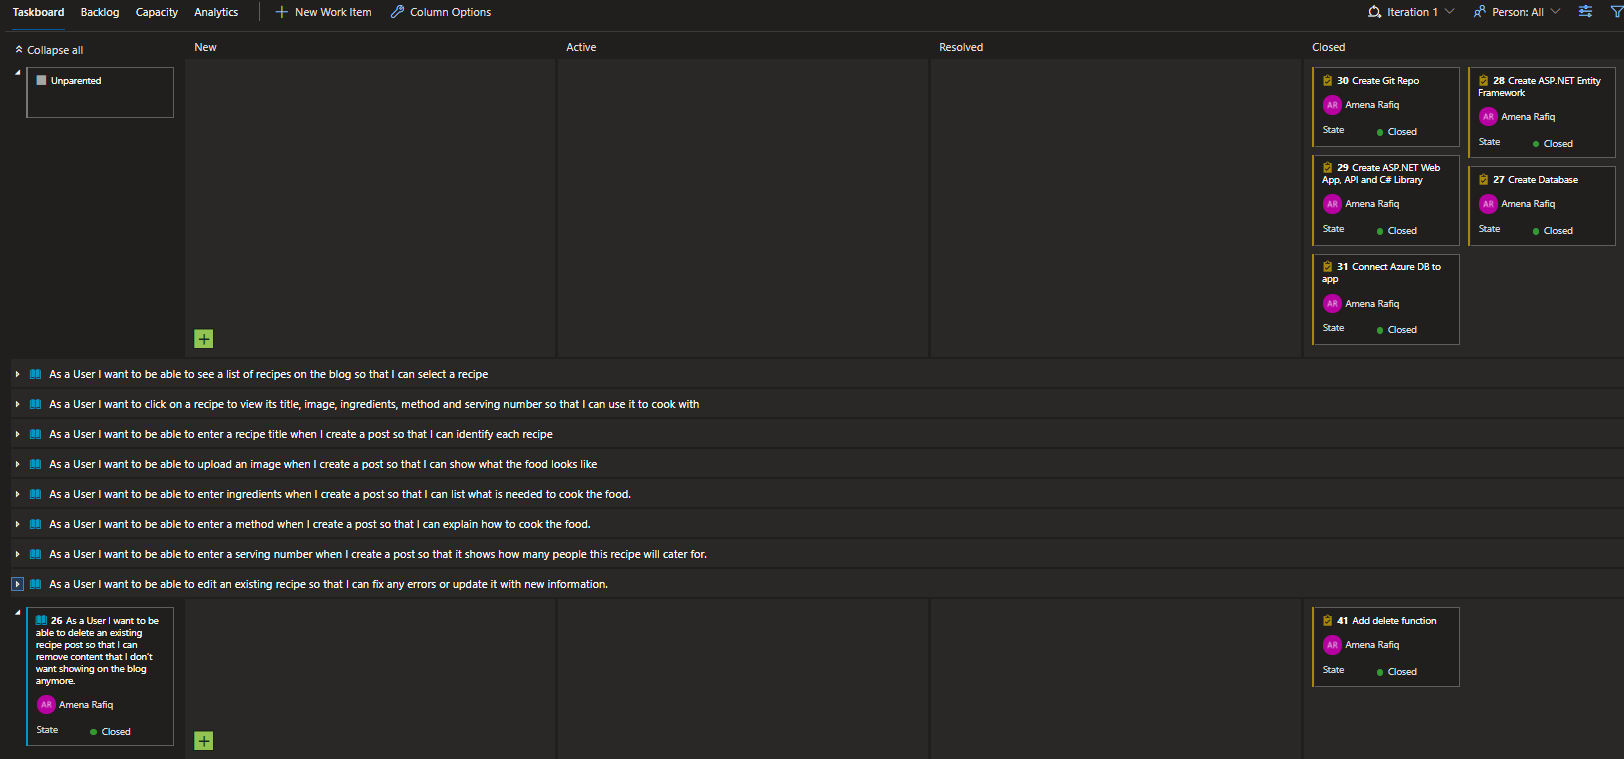 Taskboard Backlog Capacity Analytics New Work Item Column Options Iteration 1 Person: All
Collapse all New Active Resolved Closed
Unparented
30 Create Git Repo
Amena Rafiq
State Closed
28 Create ASP.NET Entity
Framework
Amena Rafiq
State Closed
29 Create ASP.NET Web
App, API and C# Library
Amena Rafiq
State Closed
27 Create Database
Amena Rafiq
State Closed
31 Connect Azure DB to
app
Amena Rafiq
State Closed
As a User I want to be able to see a list of recipes on the blog so that I can select a recipe
As a User I want to click on a recipe to view its title, image, ingredients, method and serving number so that I can use it to cook with
As a User I want to be able to enter a recipe title when I create a post so that I can identify each recipe
As a User I want to be able to upload an image when I create a post so that I can show what the food looks like
As a User I want to be able to enter ingredients when I create a post so that I can list what is needed to cook the food.
As a User I want to be able to enter a method when I create a post so that I can explain how to cook the food.
As a User I want to be able to enter a serving number when I create a post so that it shows how many people this recipe will cater for.
As a User I want to be able to edit an existing recipe so that I can fix any errors or update it with new information.
26 As a User I want to be
able to delete an existing
recipe post so that I can
remove content that I don't
want showing on the blog
anymore.
AR Amena Rafiq
State Closed
41 Add delete function
AR Amena Rafiq
State Closed